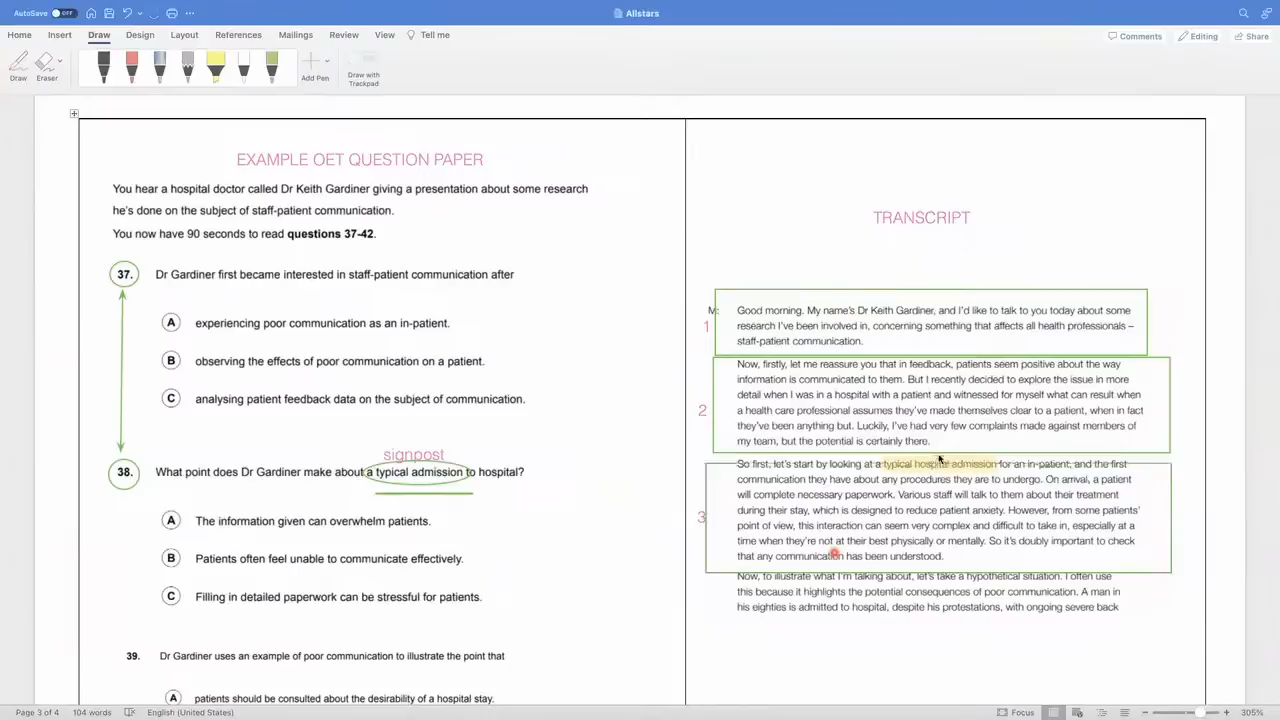 AutoSave OFF
Allstars
Home Insert Draw Design Layout References Mailings Review View Tell me
Comments Editing Share
Draw Eraser Add Pen Draw with
Trackpad
EXAMPLE OET QUESTION PAPER
You hear a hospital doctor called Dr Keith Gardiner giving a presentation about some research
he's done on the subject of staff-patient communication.
You now have 90 seconds to read questions 37-42.
37. Dr Gardiner first became interested in staff-patient communication after
A experiencing poor communication as an in-patient.
B observing the effects of poor communication on a patient.
C analysing patient feedback data on the subject of communication.
signpost
38. What point does Dr Gardiner make about a typical admission to hospital?
A The information given can overwhelm patients.
B Patients often feel unable to communicate effectively.
C Filling in detailed paperwork can be stressful for patients.
39. Dr Gardiner uses an example of poor communication to illustrate the point that
A patients should be consulted about the desirability of a hospital stay.
TRANSCRIPT
M: Good morning. My name's Dr Keith Gardiner, and I'd like to talk to you today about some
1 research I've been involved in, concerning something that affects all health professionals –
staff-patient communication.
Now, firstly, let me reassure you that in feedback, patients seem positive about the way
information is communicated to them. But I recently decided to explore the issue in more
detail when I was in a hospital with a patient and witnessed for myself what can result when
2 a health care professional assumes they've made themselves clear to a patient, when in fact
they've been anything but. Luckily, I've had very few complaints made against members of
my team, but the potential is certainly there.
So first, let's start by looking at a typical hospital admission for an in-patient, and the first
communication they have about any procedures they are to undergo. On arrival, a patient
will complete necessary paperwork. Various staff will talk to them about their treatment
3 during their stay, which is designed to reduce patient anxiety. However, from some patients'
point of view, this interaction can seem very complex and difficult to take in, especially at a
time when they're not at their best physically or mentally. So it's doubly important to check
that any communication has been understood.
Now, to illustrate what I'm talking about, let's take a hypothetical situation. I often use
this because it highlights the potential consequences of poor communication. A man in
his eighties is admitted to hospital, despite his protestations, with ongoing severe back
Page 3 of 4 104 words English (United States) Focus 305%